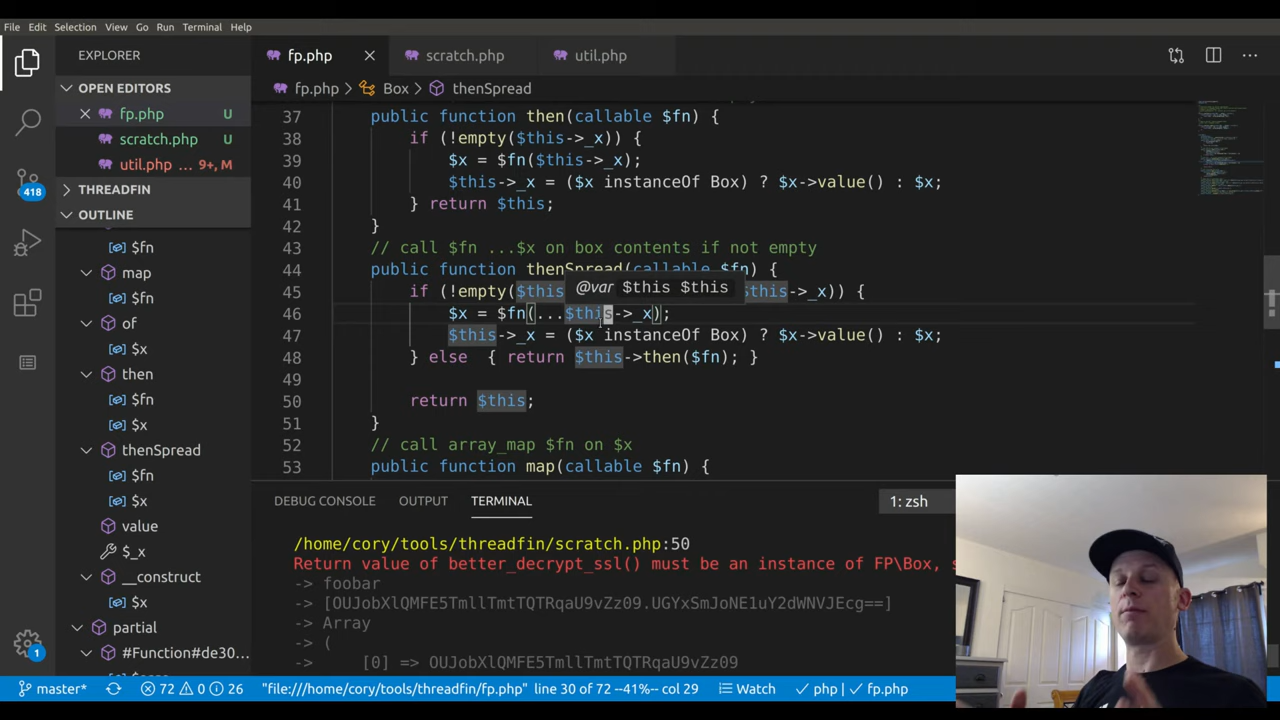 File Edit Selection View Go Run Terminal Help
EXPLORER
fp.php
scratch.php
util.php
OPEN EDITORS
fp.php > Box > thenSpread
fp.php U
scratch.php U
util.php ... 9+, M
418
THREADFIN
OUTLINE
$fn
map
$fn
of
$x
then
$fn
$x
thenSpread
$fn
$x
value
$_x
__construct
$x
partial
#Function#de30...
37 public function then(callable $fn) {
38 if (!empty($this->_x)) {
39 $x = $fn($this->_x);
40 $this->_x = ($x instanceOf Box) ? $x->value() : $x;
41 } return $this;
42 }
43 // call $fn ...$x on box contents if not empty
44 public function thenSpread(callable $fn) {
@var $this $this
45 if (!empty($this $this->_x)) {
46 $x = $fn(...$this->_x);
47 $this->_x = ($x instanceOf Box) ? $x->value() : $x;
48 } else { return $this->then($fn); }
49
50 return $this;
51 }
52 // call array_map $fn on $x
53 public function map(callable $fn) {
DEBUG CONSOLE OUTPUT TERMINAL 1: zsh
/home/cory/tools/threadfin/scratch.php:50
Return value of better_decrypt_ssl() must be an instance of FP\Box, s
-> foobar
-> [OUJobXlQMFE5TmllTmtTQTRqaU9vZz09.UGYxSmJoNE1uY2dWNVJEcg==]
-> Array
-> (
-> [0] => OUJobXlQMFE5TmllTmtTQTRqaU9vZz09
1
master* 72 0 26 "file:///home/cory/tools/threadfin/fp.php" line 30 of 72 --41%-- col 29 Watch php | fp.php